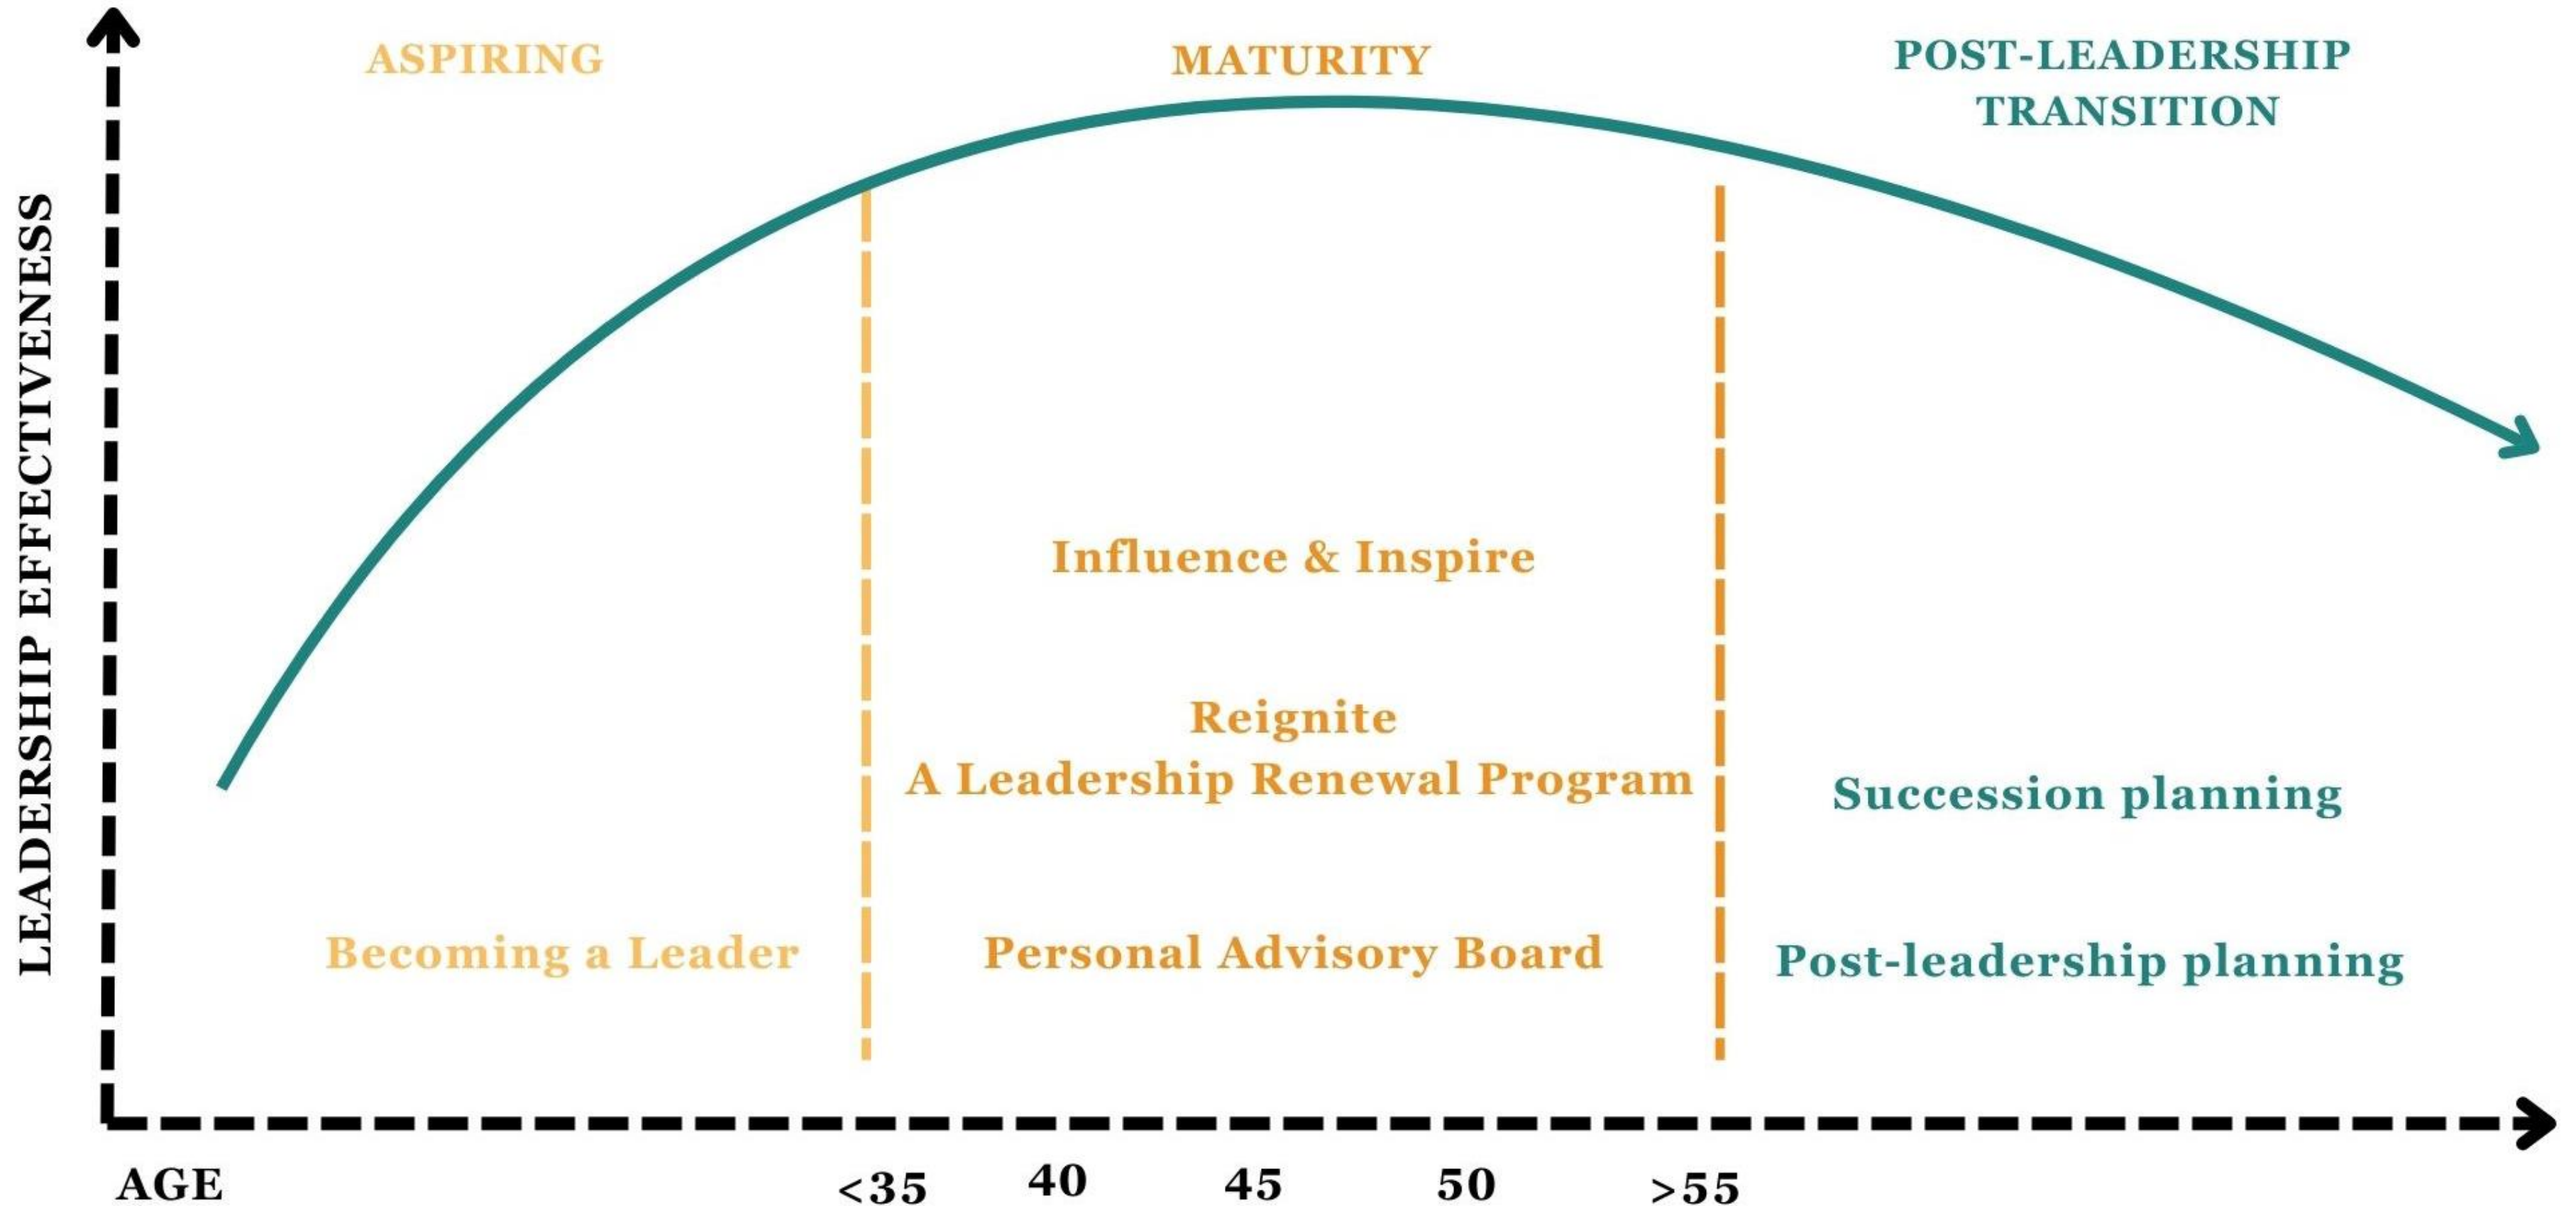 ASPIRING
MATURITY
POST-LEADERSHIP
TRANSITION
LEADERSHIP EFFECTIVENESS
Influence & Inspire
Reignite
A Leadership Renewal Program
Succession planning
Becoming a Leader
Personal Advisory Board
Post-leadership planning
AGE
<35
40
45
50
>55